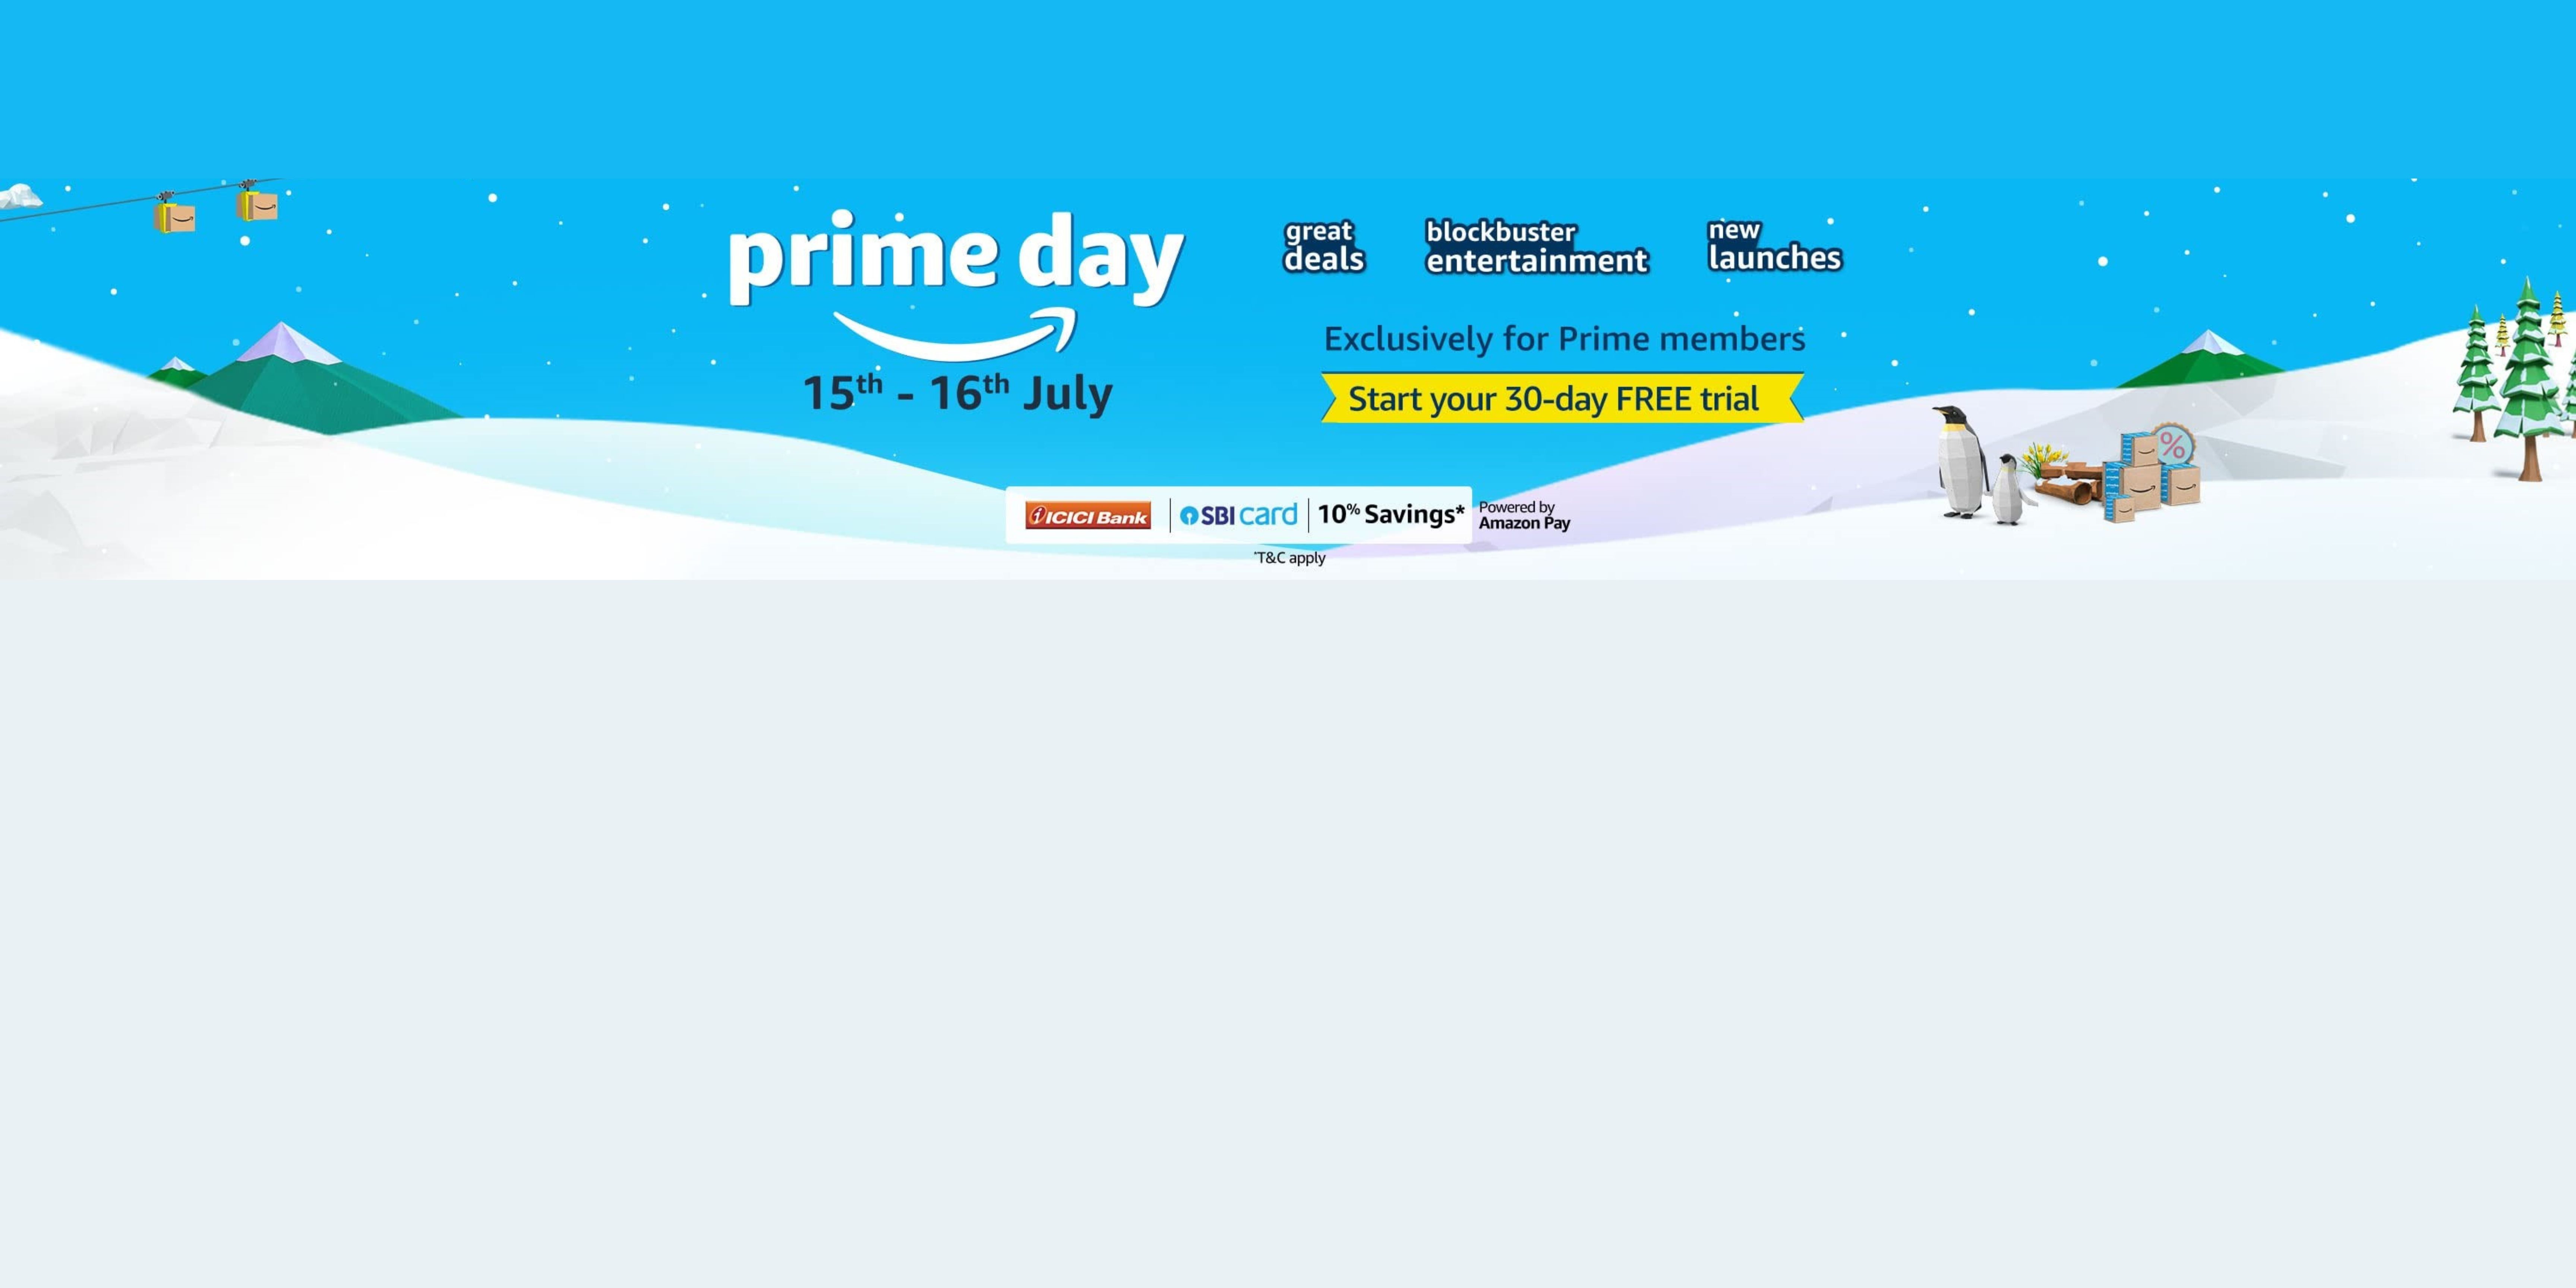 prime day
15th - 16th July
great
deals
blockbuster
entertainment
new
launches
Exclusively for Prime members
Start your 30-day FREE trial
ICICI Bank
SBI card
10% Savings*
Powered by
Amazon Pay
*T&C apply
%